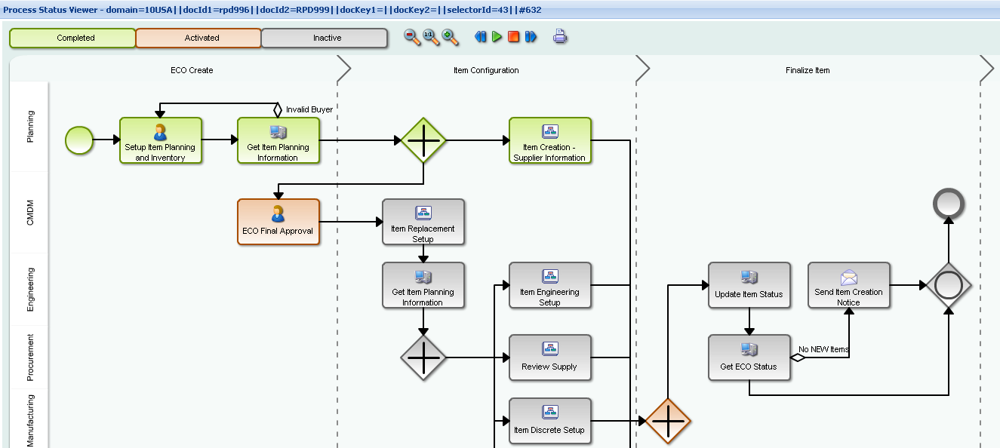 Process Status Viewer - domain=10USA||docId1=rpd996||docId2=RPD999||docKey1=||docKey2=||selectorId=43||#632
Completed
Activated
Inactive
1:1
ECO Create
Item Configuration
Finalize Item
Planning
Invalid Buyer
Setup Item Planning
and Inventory
Get Item Planning
Information
Item Creation -
Supplier Information
CMDM
ECO Final Approval
Item Replacement
Setup
Engineering
Get Item Planning
Information
Item Engineering
Setup
Update Item Status
Send Item Creation
Notice
Procurement
Review Supply
Get ECO Status
No NEW Items
Manufacturing
Item Discrete Setup